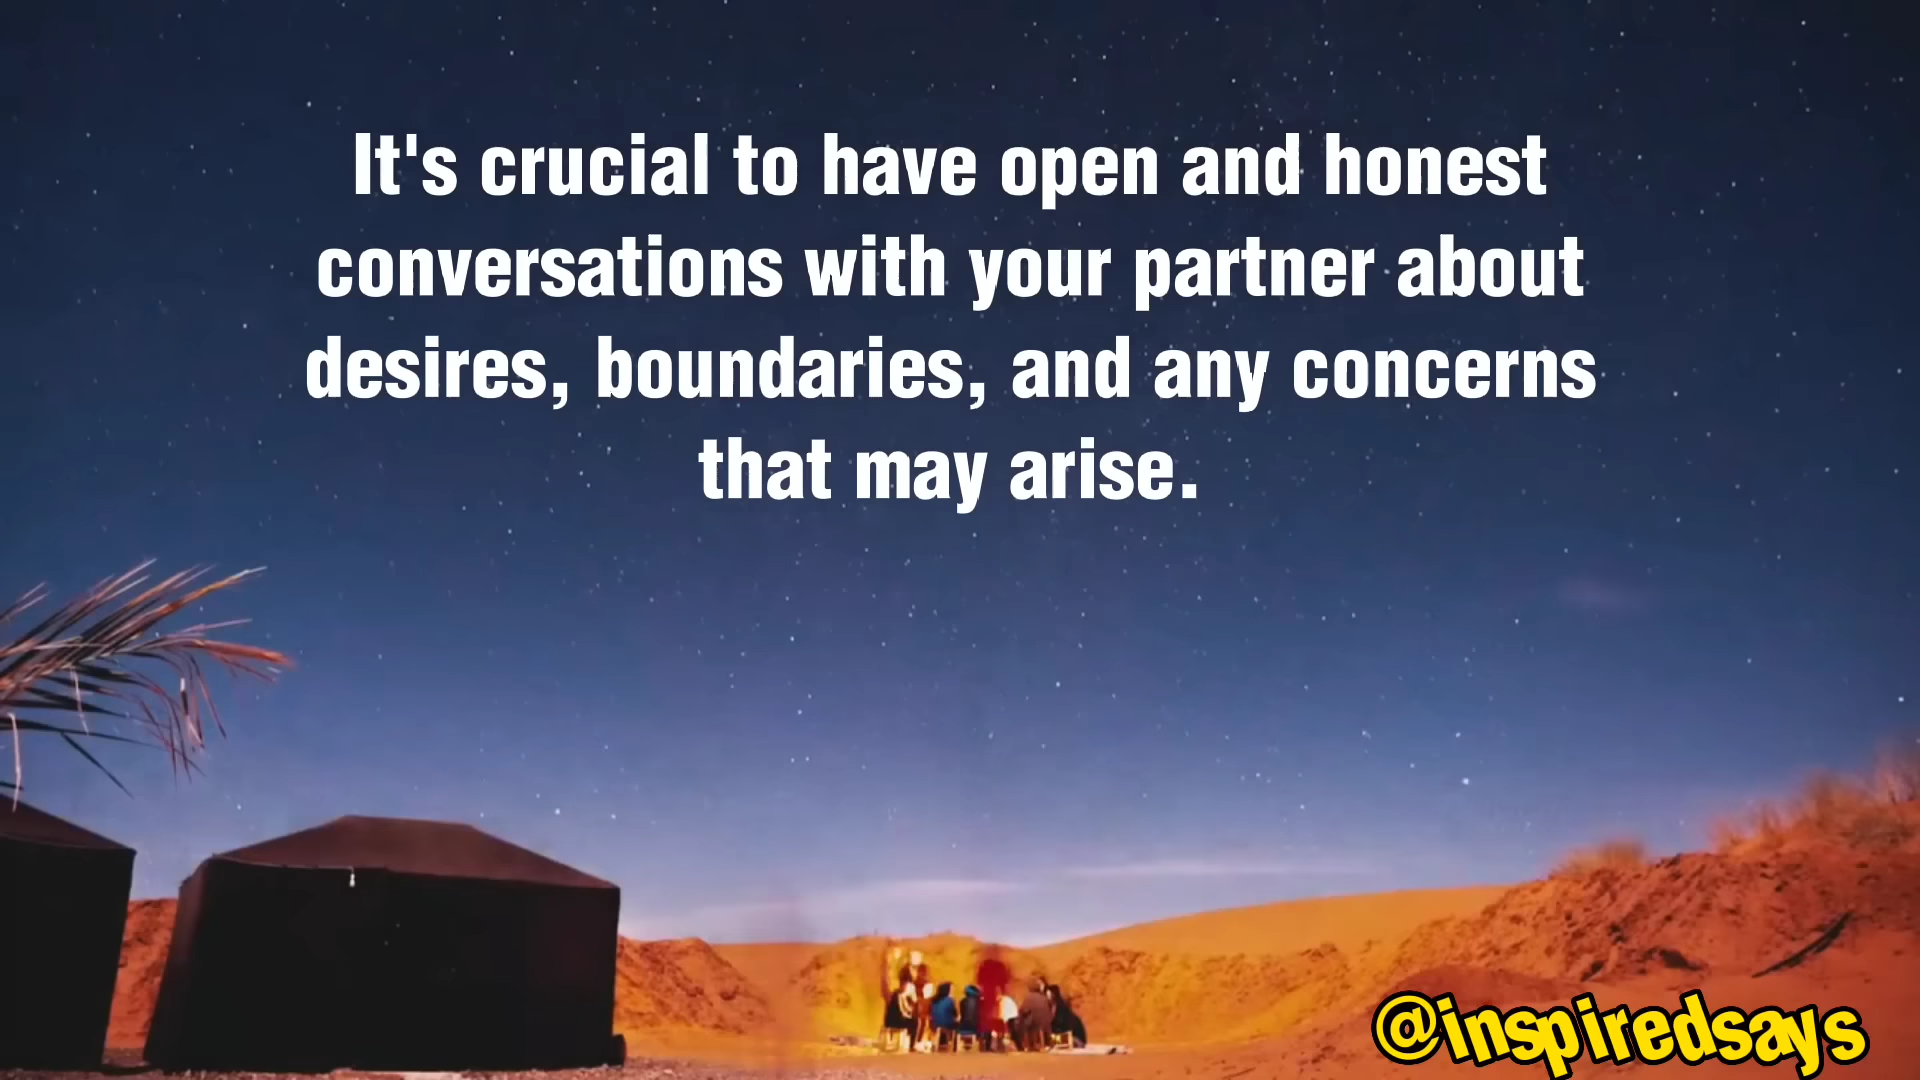 It's crucial to have open and honest
conversations with your partner about
desires, boundaries, and any concerns
that may arise.
@inspiredsays